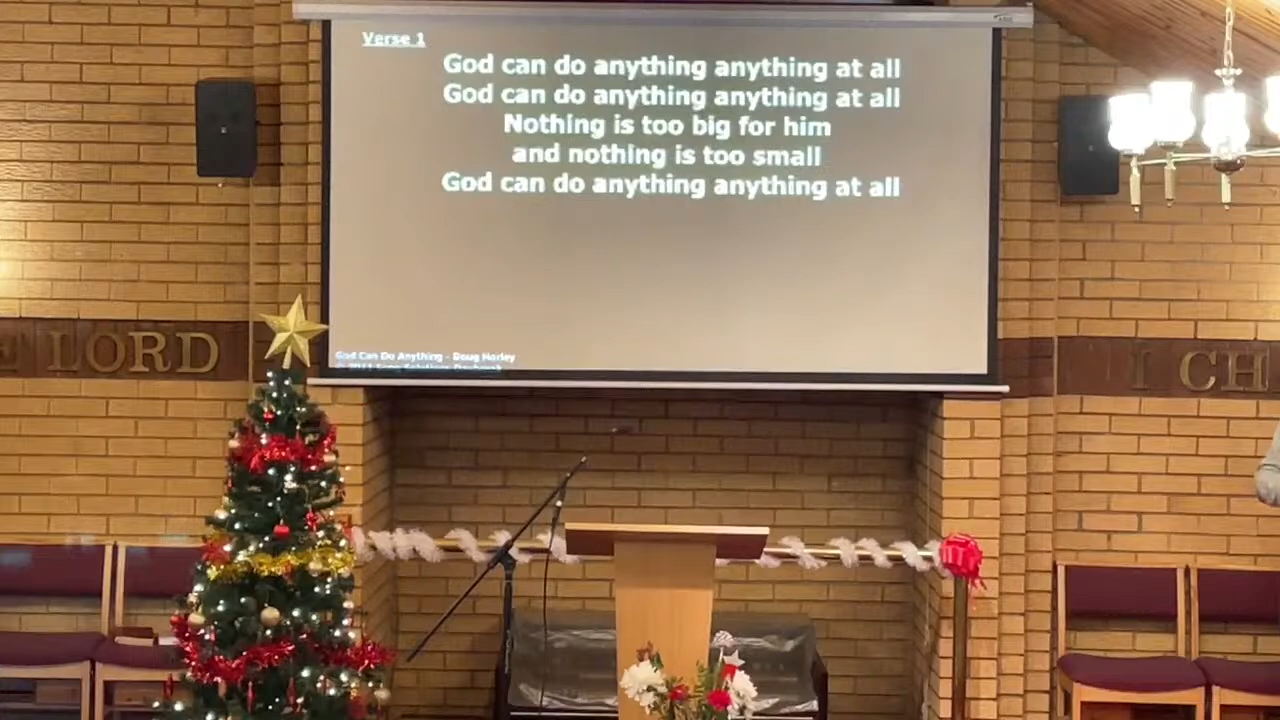 Verse 1
God can do anything anything at all
God can do anything anything at all
Nothing is too big for him
and nothing is too small
God can do anything anything at all
God Can Do Anything - Doug Horley
E LORD
I CH